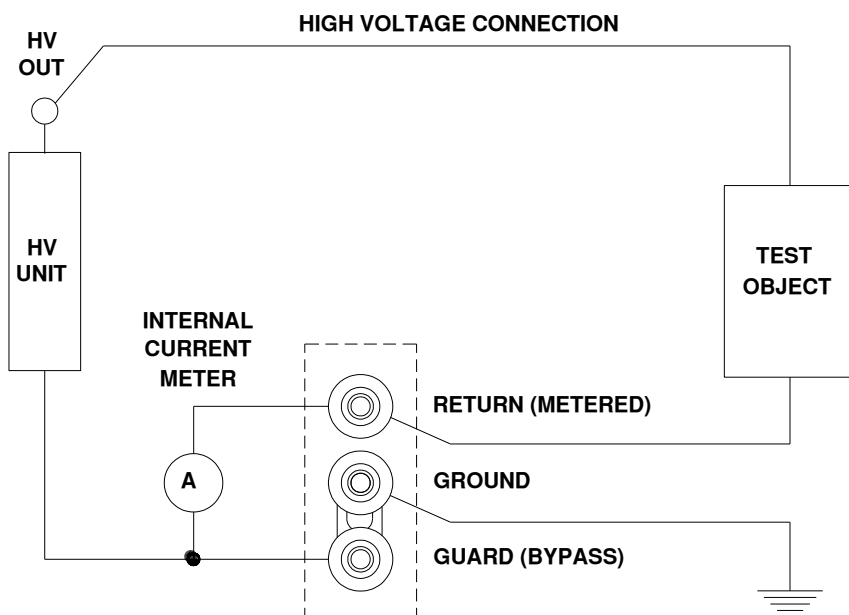 HIGH VOLTAGE CONNECTION
HV
OUT
HV
UNIT
TEST
OBJECT
INTERNAL
CURRENT
METER
RETURN (METERED)
A
GROUND
GUARD (BYPASS)